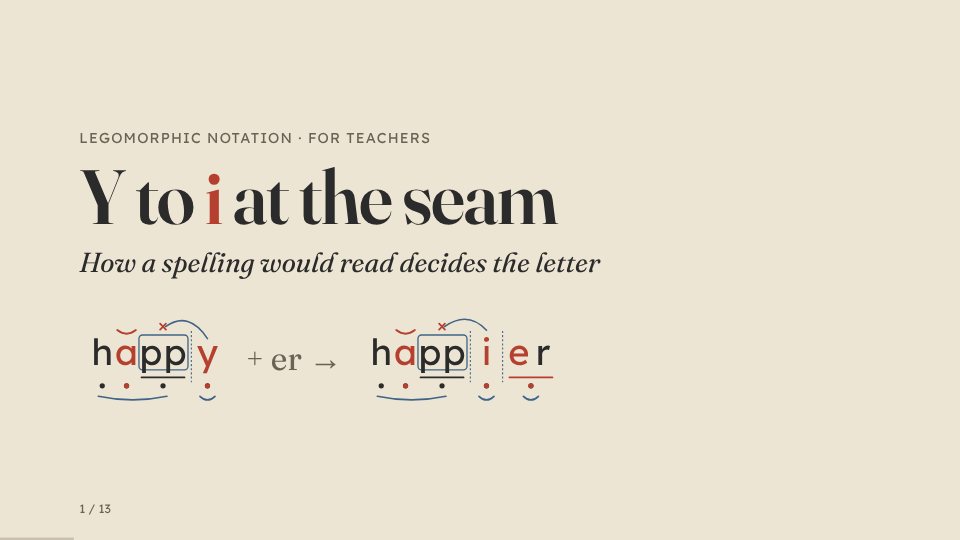 LEGOMORPHIC NOTATION · FOR TEACHERS
Y to i at the seam
How a spelling would read decides the letter
happy + er → happier
1 / 13